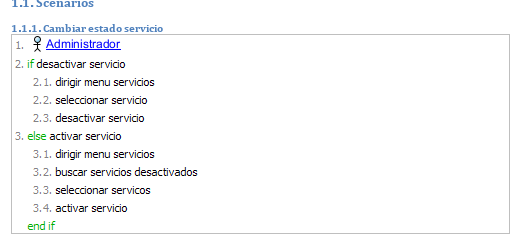 1.1. Scenarios
1.1.1. Cambiar estado servicio
1. Administrador
2. if desactivar servicio
2.1. dirigir menu servicios
2.2. seleccionar servicio
2.3. desactivar servicio
3. else activar servicio
3.1. dirigir menu servicios
3.2. buscar servicios desactivados
3.3. seleccionar servicos
3.4. activar servicio
end if